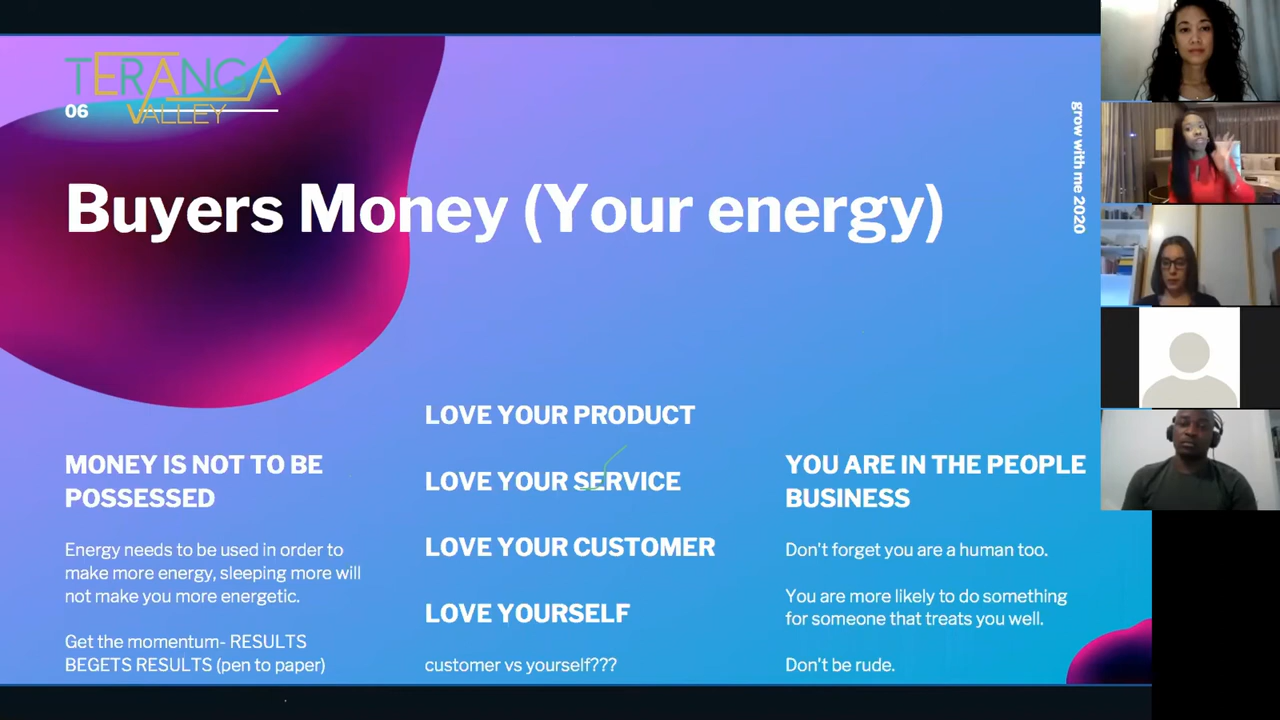 TERANGA
06
VALLEY
grow with me 2020
Buyers Money (Your energy)
MONEY IS NOT TO BE
POSSESSED
Energy needs to be used in order to
make more energy, sleeping more will
not make you more energetic.
Get the momentum- RESULTS
BEGETS RESULTS (pen to paper)
LOVE YOUR PRODUCT
LOVE YOUR SERVICE
LOVE YOUR CUSTOMER
LOVE YOURSELF
customer vs yourself???
YOU ARE IN THE PEOPLE
BUSINESS
Don't forget you are a human too.
You are more likely to do something
for someone that treats you well.
Don't be rude.